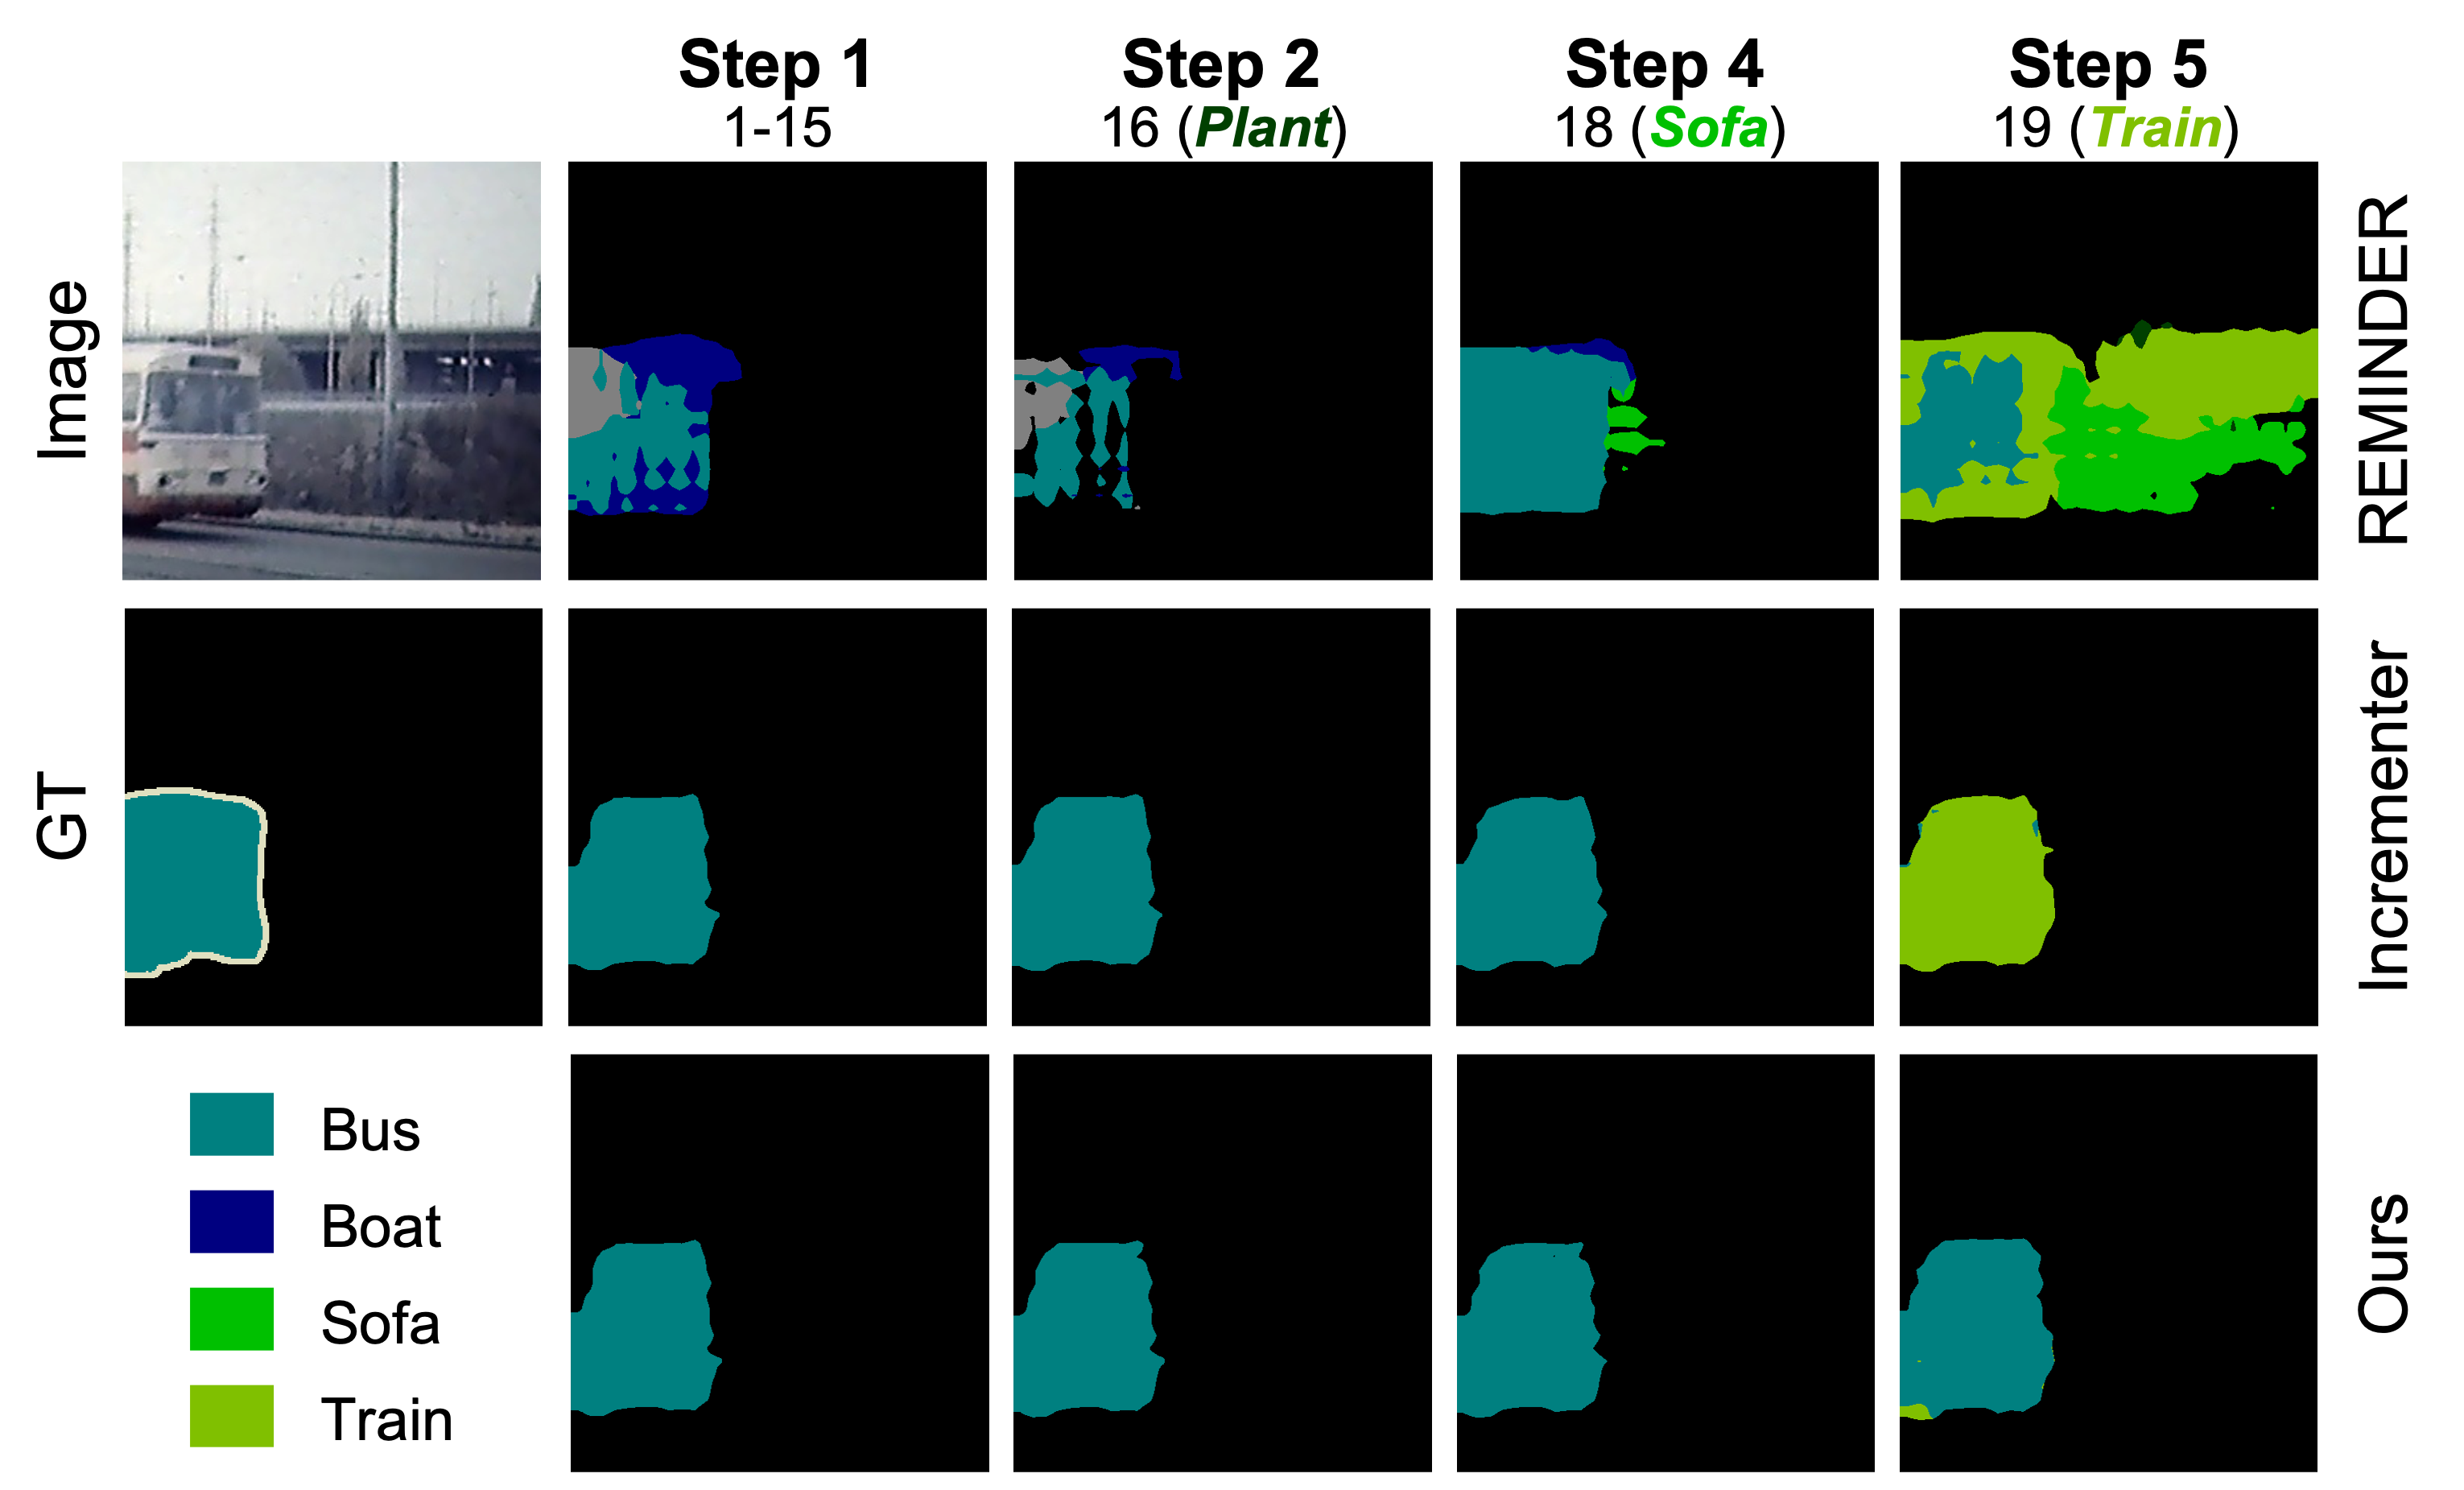 Step 1
1-15
Step 2
16 (Plant)
Step 4
18 (Sofa)
Step 5
19 (Train)
Image
REMINDER
GT
Incrementer
Bus
Boat
Sofa
Train
Ours